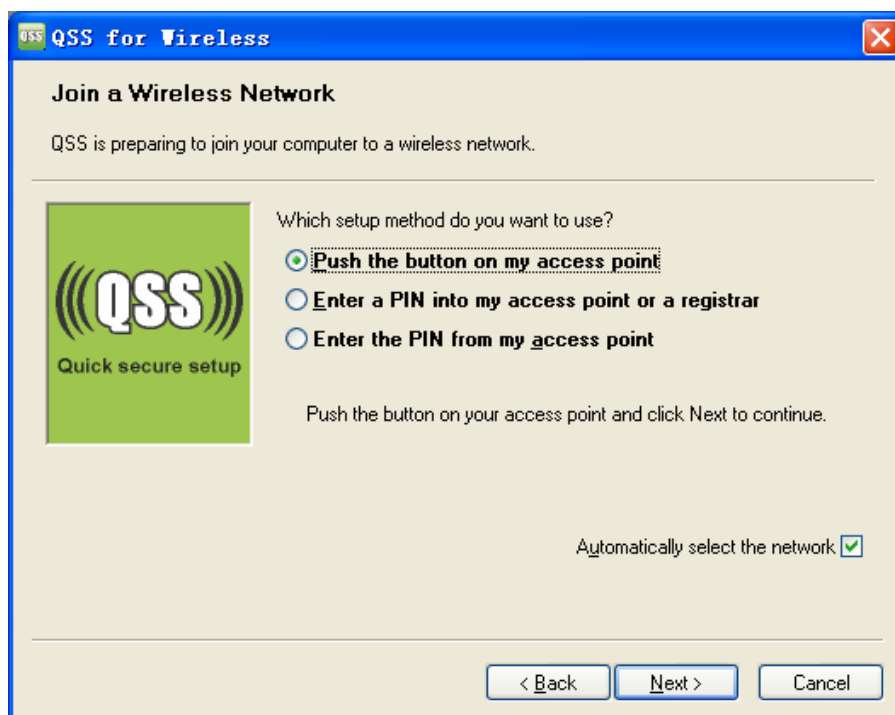 QSS QSS for Wireless
Join a Wireless Network
QSS is preparing to join your computer to a wireless network.
Which setup method do you want to use?
Push the button on my access point
Enter a PIN into my access point or a registrar
Enter the PIN from my access point
(((QSS)))
Quick secure setup
Push the button on your access point and click Next to continue.
Automatically select the network
< Back Next > Cancel